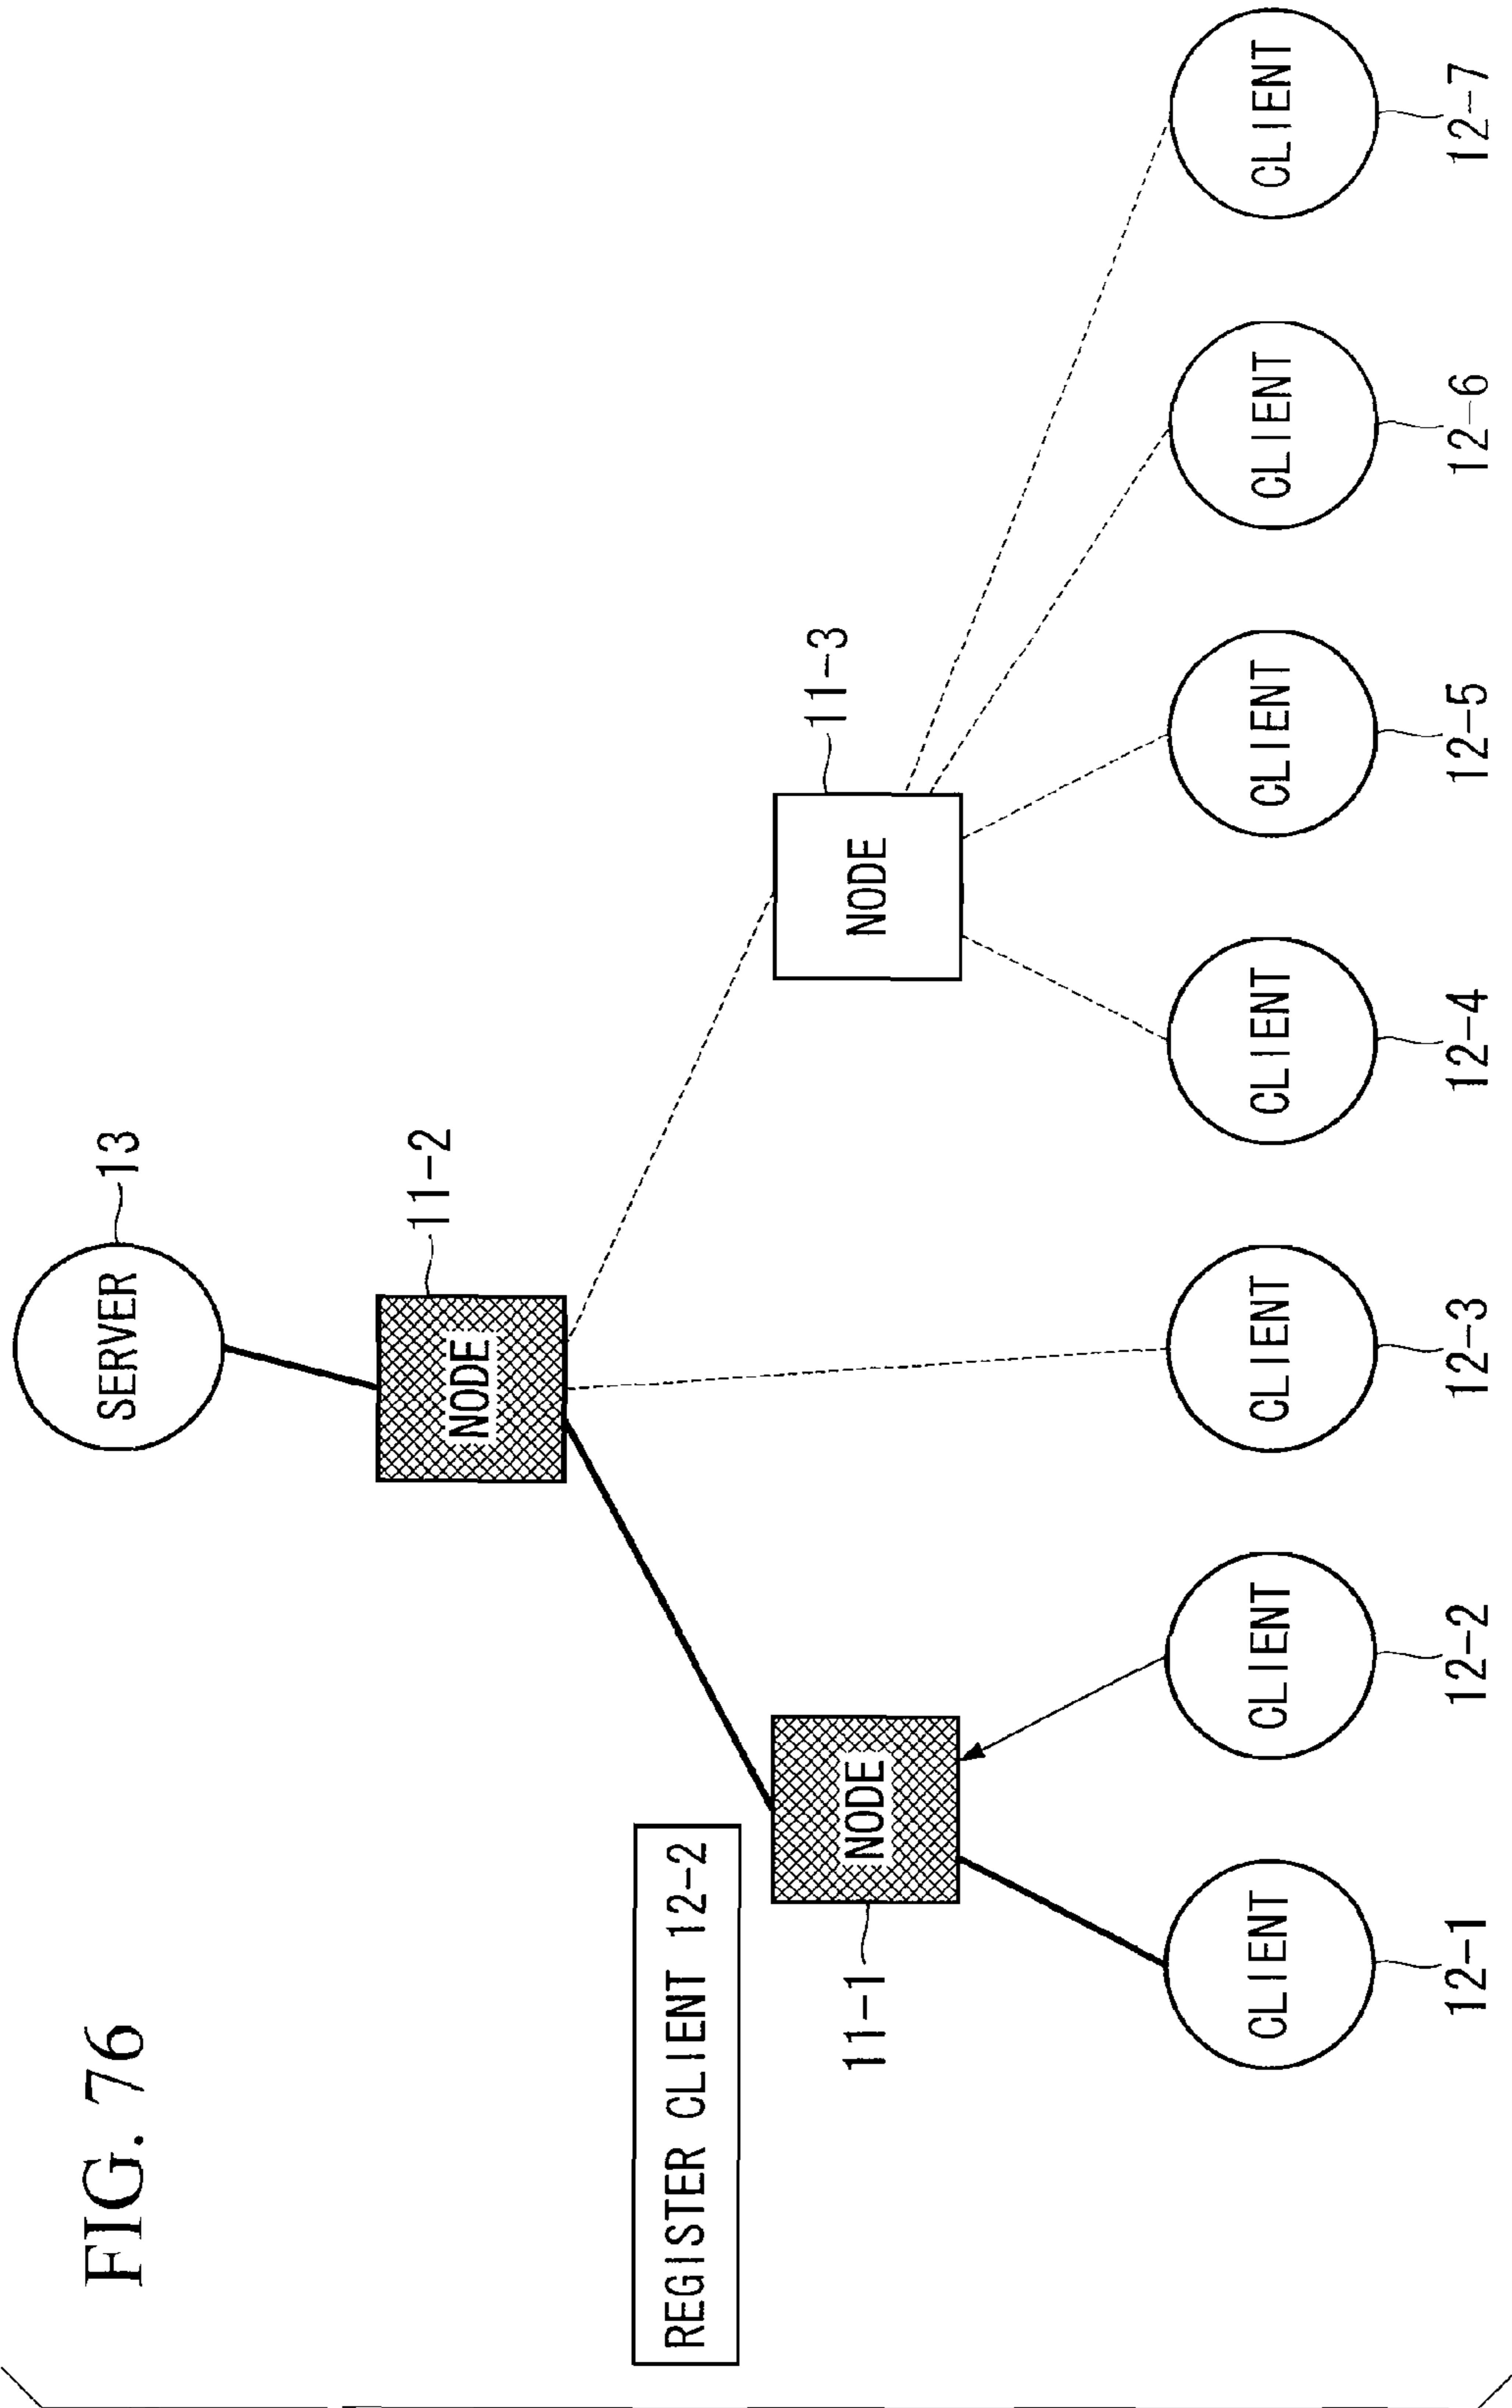 FIG. 76
SERVER
13
NODE
11-2
REGISTER CLIENT 12-2
NODE
11-1
NODE
11-3
CLIENT
CLIENT
CLIENT
CLIENT
CLIENT
CLIENT
CLIENT
12-1
12-2
12-3
12-4
12-5
12-6
12-7